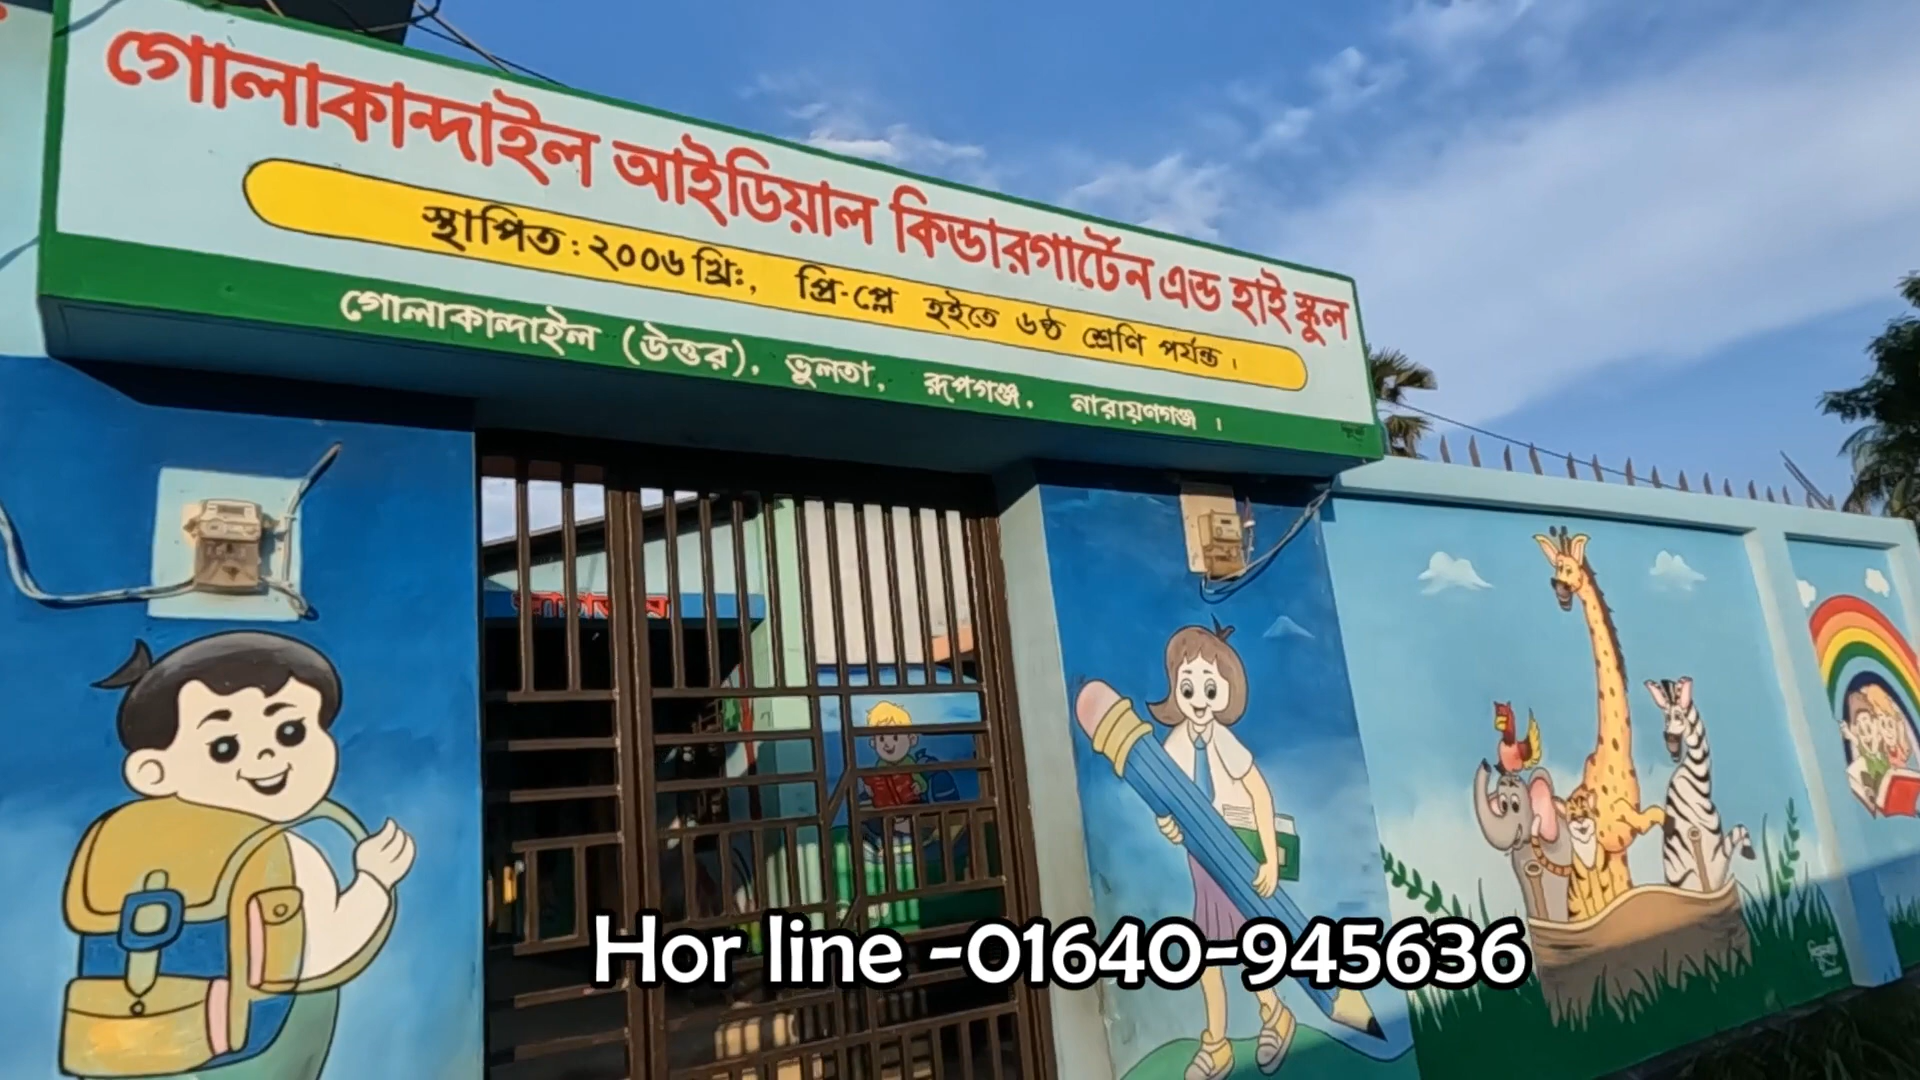 গোলাকান্দাইল আইডিয়াল কিন্ডারগার্টেন এন্ড হাই স্কুল
স্থাপিত : ২০০৬ খ্রিঃ, প্রি-প্লে হইতে ৬ষ্ঠ শ্রেণি পর্যন্ত ।
গোলাকান্দাইল (উত্তর), ভুলতা, রূপগঞ্জ, নারায়ণগঞ্জ ।
Hor line -01640-945636